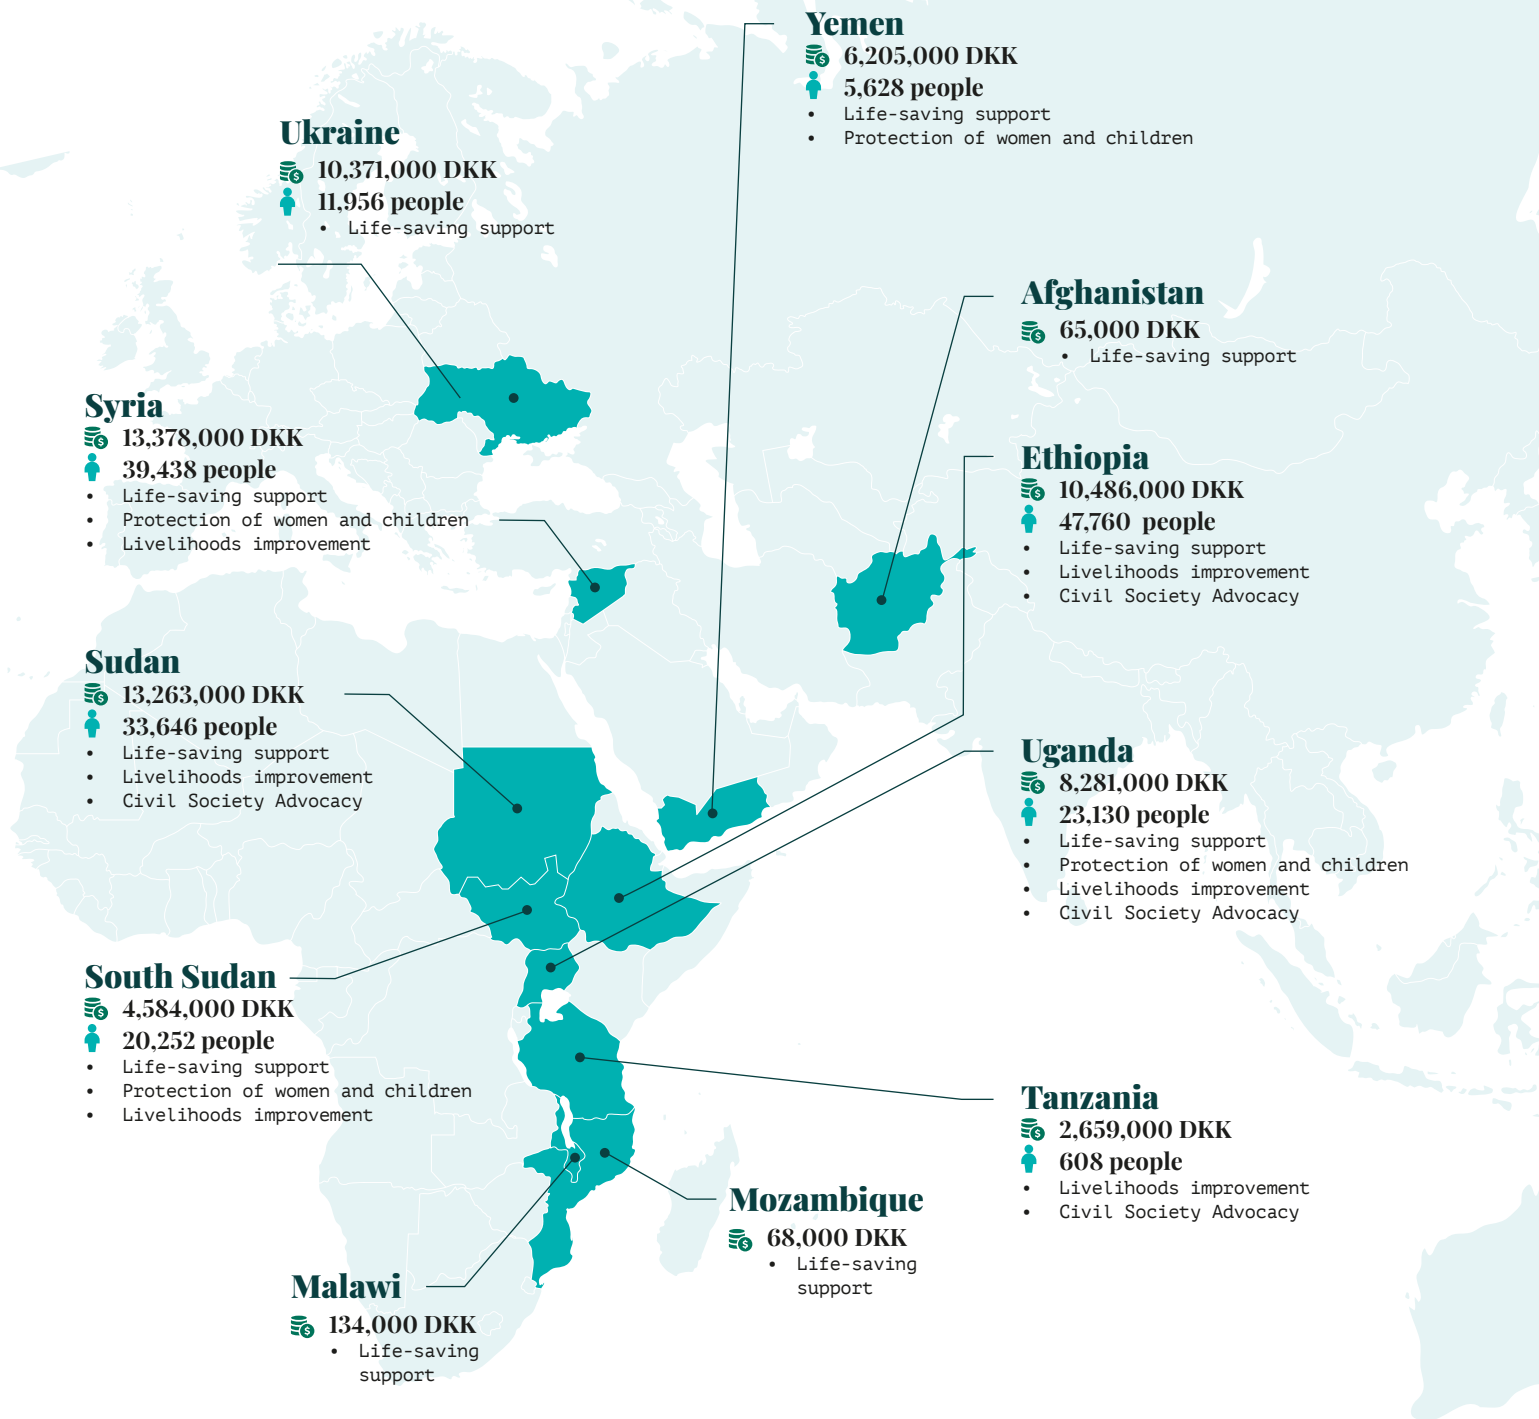 Yemen
6,205,000 DKK
5,628 people
• Life-saving support
• Protection of women and children
Ukraine
10,371,000 DKK
11,956 people
• Life-saving support
Afghanistan
65,000 DKK
• Life-saving support
Syria
13,378,000 DKK
39,438 people
• Life-saving support
• Protection of women and children
• Livelihoods improvement
Ethiopia
10,486,000 DKK
47,760 people
• Life-saving support
• Livelihoods improvement
• Civil Society Advocacy
Sudan
13,263,000 DKK
33,646 people
• Life-saving support
• Livelihoods improvement
• Civil Society Advocacy
Uganda
8,281,000 DKK
23,130 people
• Life-saving support
• Protection of women and children
• Livelihoods improvement
• Civil Society Advocacy
South Sudan
4,584,000 DKK
20,252 people
• Life-saving support
• Protection of women and children
• Livelihoods improvement
Tanzania
2,659,000 DKK
608 people
• Livelihoods improvement
• Civil Society Advocacy
Mozambique
68,000 DKK
• Life-saving
support
Malawi
134,000 DKK
• Life-saving
support